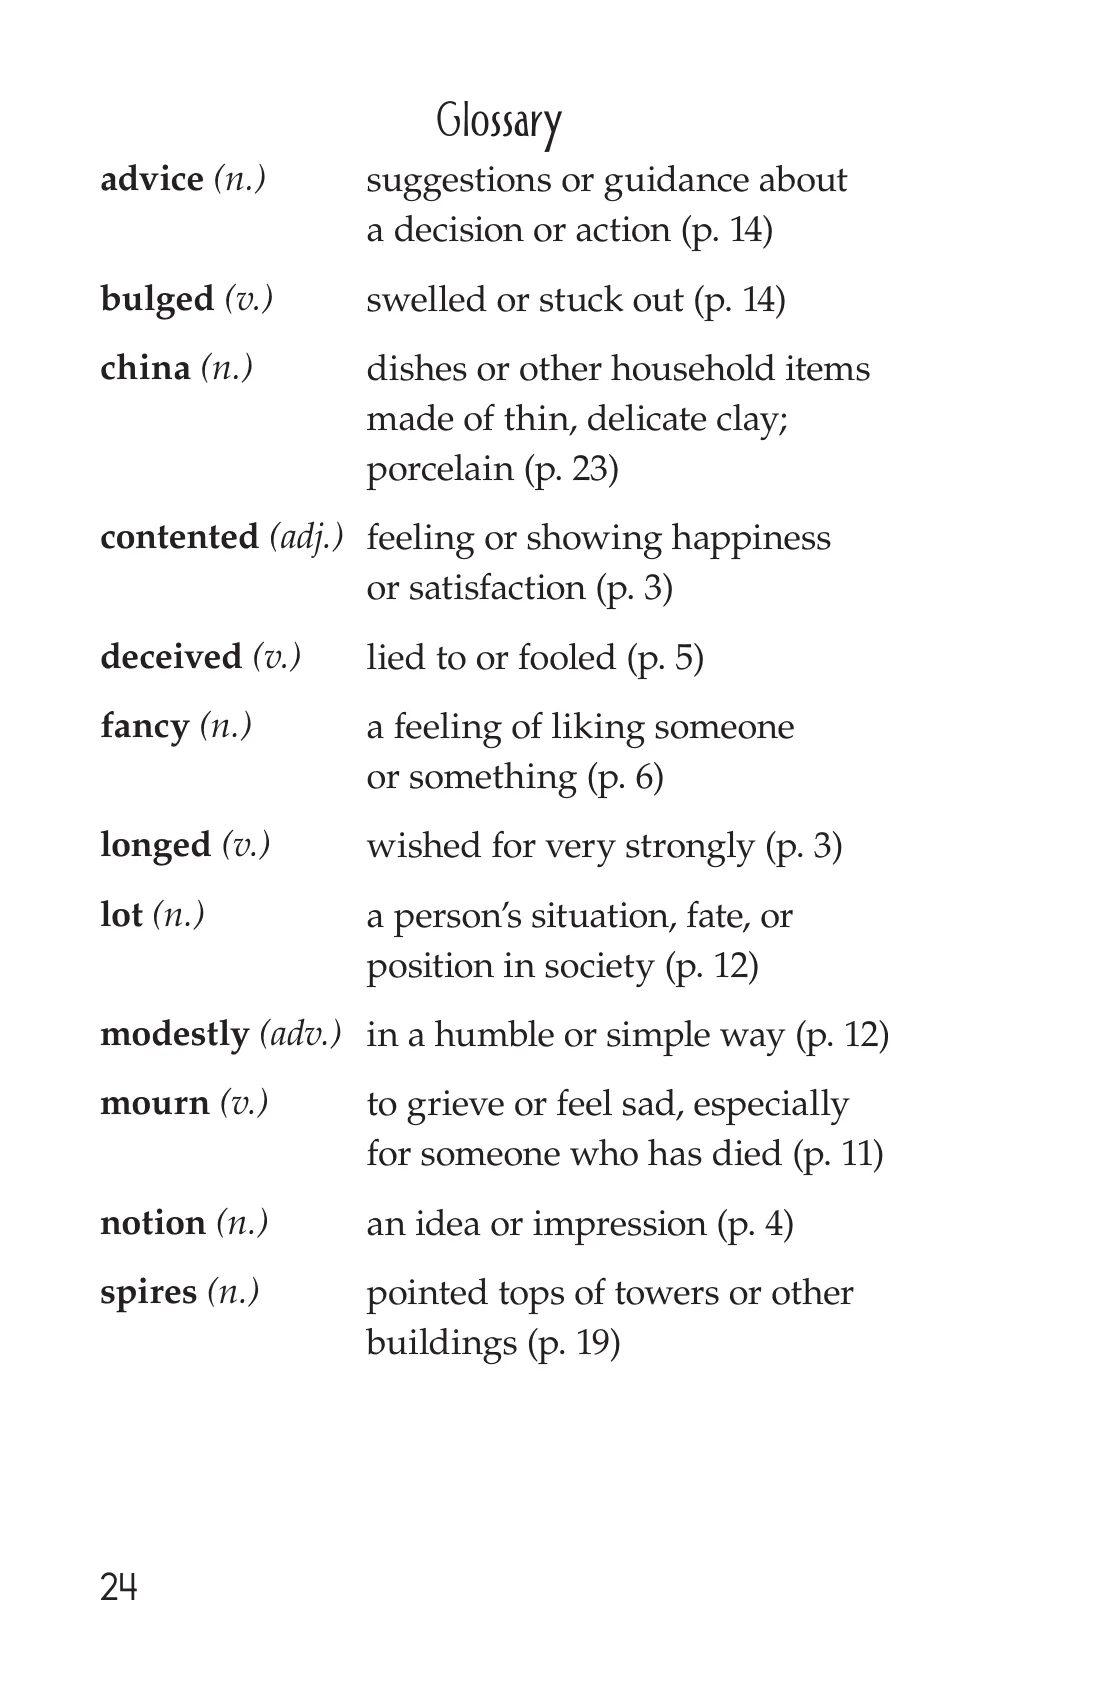 Glossary
advice (n.) suggestions or guidance about
a decision or action (p. 14)
bulged (v.) swelled or stuck out (p. 14)
china (n.) dishes or other household items
made of thin, delicate clay;
porcelain (p. 23)
contented (adj.) feeling or showing happiness
or satisfaction (p. 3)
deceived (v.) lied to or fooled (p. 5)
fancy (n.) a feeling of liking someone
or something (p. 6)
longed (v.) wished for very strongly (p. 3)
lot (n.) a person’s situation, fate, or
position in society (p. 12)
modestly (adv.) in a humble or simple way (p. 12)
mourn (v.) to grieve or feel sad, especially
for someone who has died (p. 11)
notion (n.) an idea or impression (p. 4)
spires (n.) pointed tops of towers or other
buildings (p. 19)
24